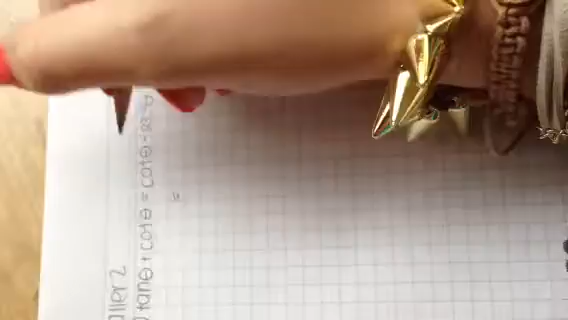 aller 2
) tanθ + cotθ = cotθ
=